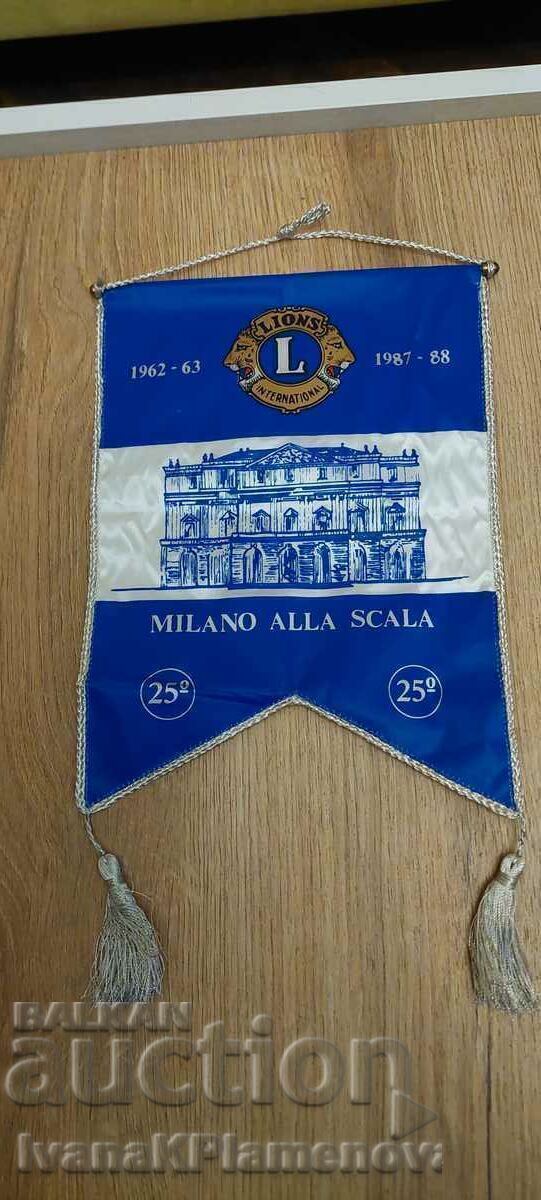 LIONS
1962 - 63 L 1987 - 88
INTERNATIONAL
MILANO ALLA SCALA
25º 25º
BALKAN
auction
IvanaKPlamenova